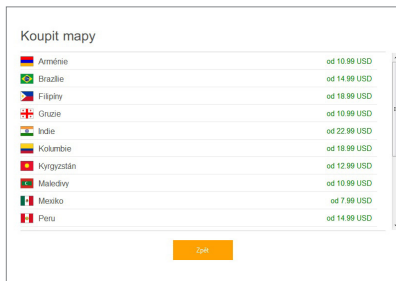 Koupit mapy
Arménie od 10.99 USD
Brazílie od 14.99 USD
Filipíny od 18.99 USD
Gruzie od 10.99 USD
Indie od 22.99 USD
Kolumbie od 18.99 USD
Kyrgyzstán od 12.99 USD
Maledivy od 10.99 USD
Mexiko od 7.99 USD
Peru od 14.99 USD
Zpět